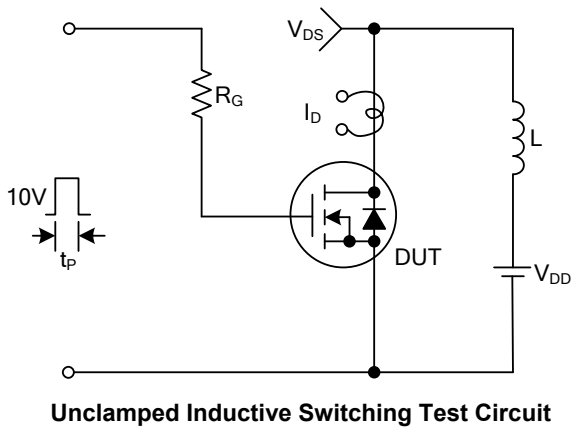 V_DS
R_G
I_D
L
10V
t_P
DUT
V_DD
Unclamped Inductive Switching Test Circuit